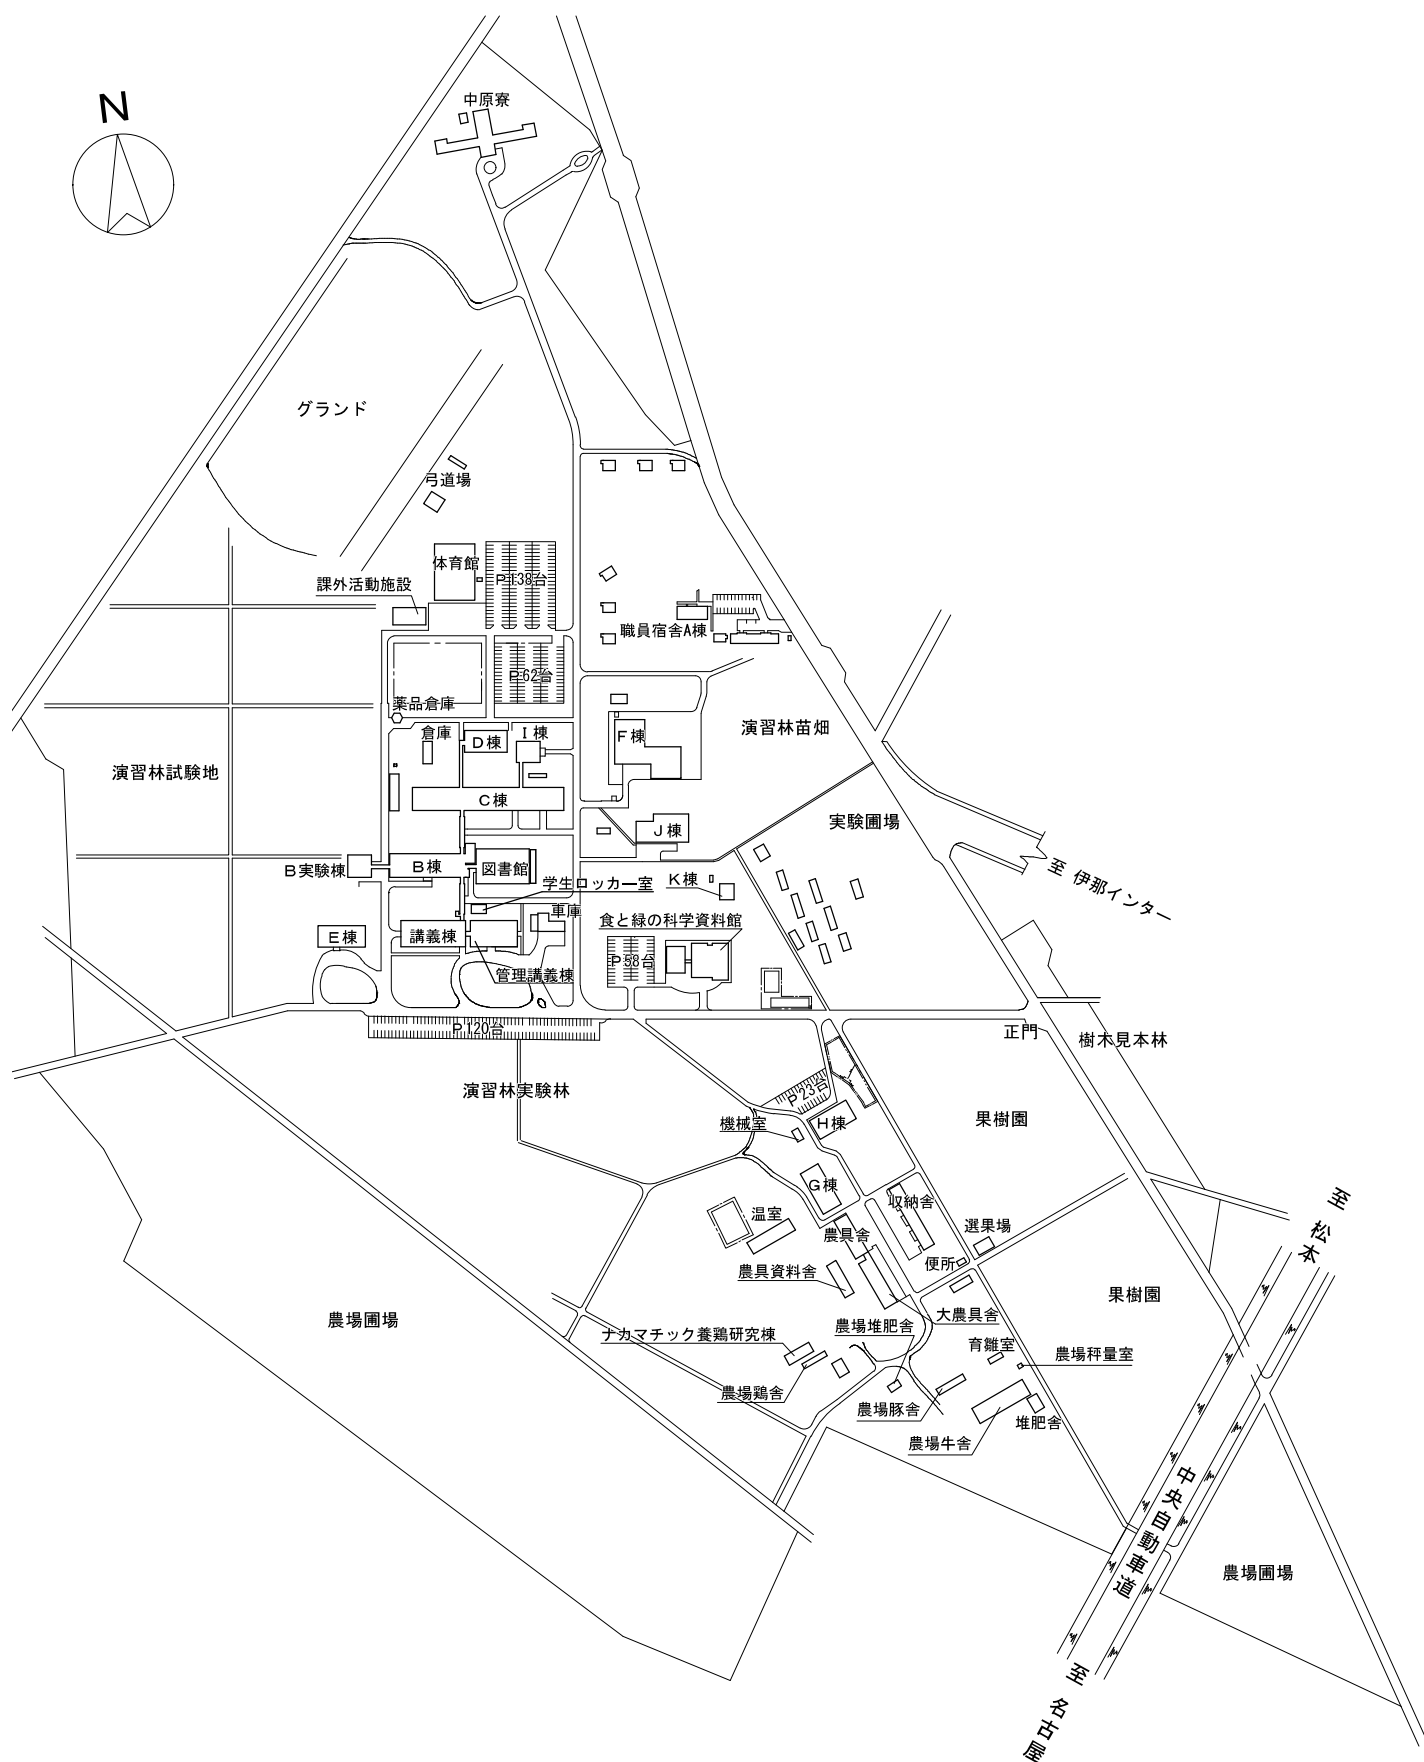 N
中原寮
グランド
弓道場
体育館
P 138台
課外活動施設
職員宿舎A棟
P 62台
薬品倉庫
倉庫
D棟
I棟
F棟
演習林苗畑
演習林試験地
C棟
J棟
実験圃場
B実験棟
B棟
図書館
至 伊那インター
学生ロッカー室
K棟
車庫
食と緑の科学資料館
E棟
講義棟
P 58台
管理講義棟
P 120台
正門
樹木見本林
演習林実験林
P 23台
果樹園
機械室
H棟
G棟
収納舎
温室
農具舎
選果場
便所
至 松本
農具資料舎
果樹園
大農具舎
農場圃場
農場堆肥舎
ナカマチック養鶏研究棟
育雛室
農場秤量室
農場鶏舎
農場豚舎
堆肥舎
農場牛舎
中央自動車道
農場圃場
至 名古屋